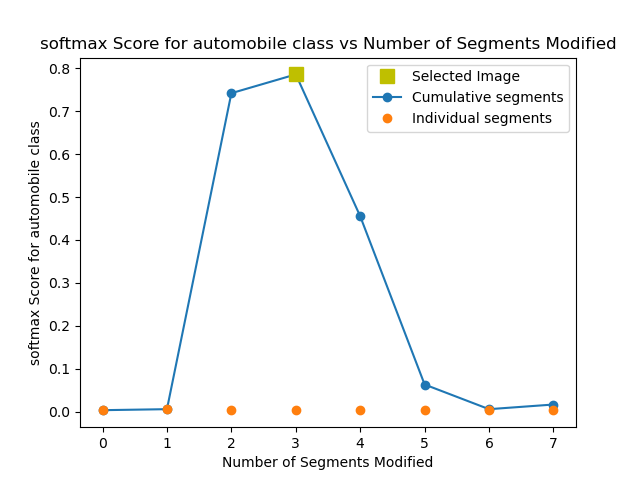 softmax Score for automobile class vs Number of Segments Modified
Selected Image
Cumulative segments
Individual segments
softmax Score for automobile class
0.8
0.7
0.6
0.5
0.4
0.3
0.2
0.1
0.0
0 1 2 3 4 5 6 7
Number of Segments Modified